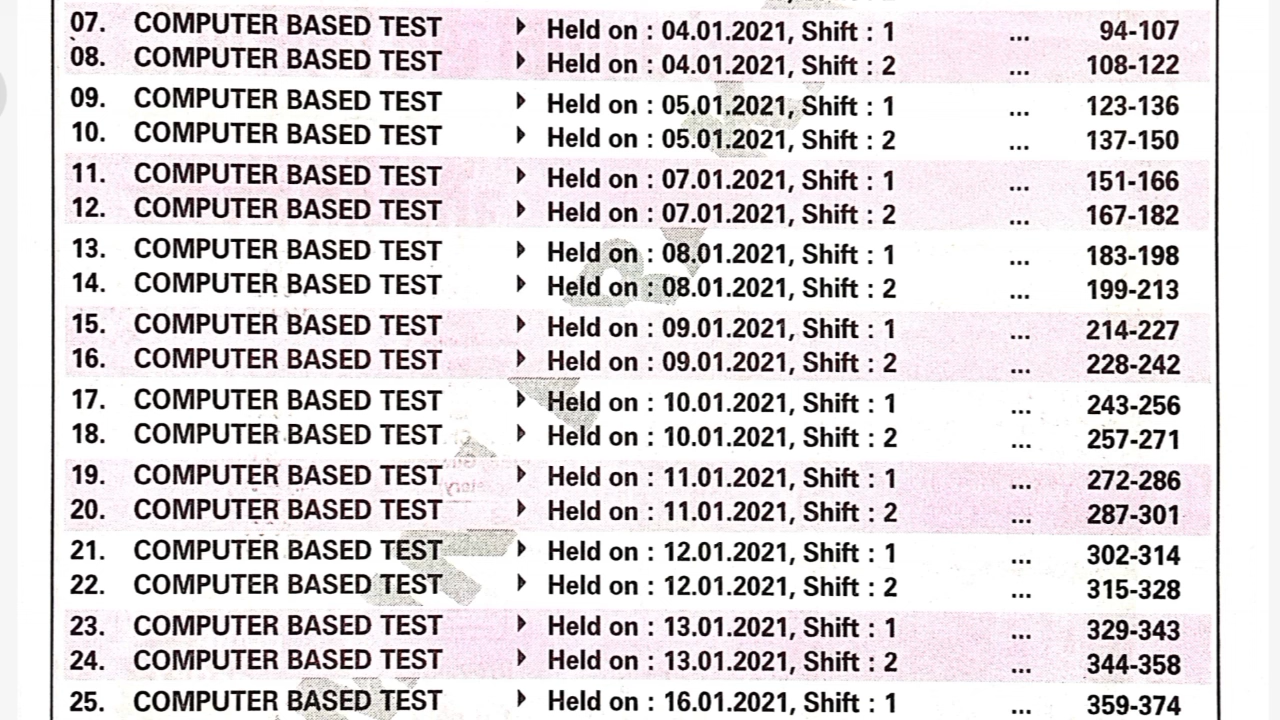 07. COMPUTER BASED TEST Held on : 04.01.2021, Shift : 1 ... 94-107
08. COMPUTER BASED TEST Held on : 04.01.2021, Shift : 2 ... 108-122
09. COMPUTER BASED TEST Held on : 05.01.2021, Shift : 1 ... 123-136
10. COMPUTER BASED TEST Held on : 05.01.2021, Shift : 2 ... 137-150
11. COMPUTER BASED TEST Held on : 07.01.2021, Shift : 1 ... 151-166
12. COMPUTER BASED TEST Held on : 07.01.2021, Shift : 2 ... 167-182
13. COMPUTER BASED TEST Held on : 08.01.2021, Shift : 1 ... 183-198
14. COMPUTER BASED TEST Held on : 08.01.2021, Shift : 2 ... 199-213
15. COMPUTER BASED TEST Held on : 09.01.2021, Shift : 1 ... 214-227
16. COMPUTER BASED TEST Held on : 09.01.2021, Shift : 2 ... 228-242
17. COMPUTER BASED TEST Held on : 10.01.2021, Shift : 1 ... 243-256
18. COMPUTER BASED TEST Held on : 10.01.2021, Shift : 2 ... 257-271
19. COMPUTER BASED TEST Held on : 11.01.2021, Shift : 1 ... 272-286
20. COMPUTER BASED TEST Held on : 11.01.2021, Shift : 2 ... 287-301
21. COMPUTER BASED TEST Held on : 12.01.2021, Shift : 1 ... 302-314
22. COMPUTER BASED TEST Held on : 12.01.2021, Shift : 2 ... 315-328
23. COMPUTER BASED TEST Held on : 13.01.2021, Shift : 1 ... 329-343
24. COMPUTER BASED TEST Held on : 13.01.2021, Shift : 2 ... 344-358
25. COMPUTER BASED TEST Held on : 16.01.2021, Shift : 1 ... 359-374